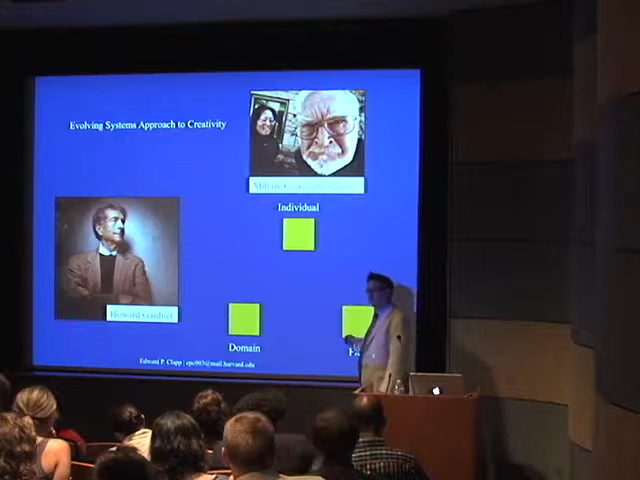 Evolving Systems Approach to Creativity
Individual
Howard Gardner
Domain
Edward P. Clapp | epc003@mail.harvard.edu